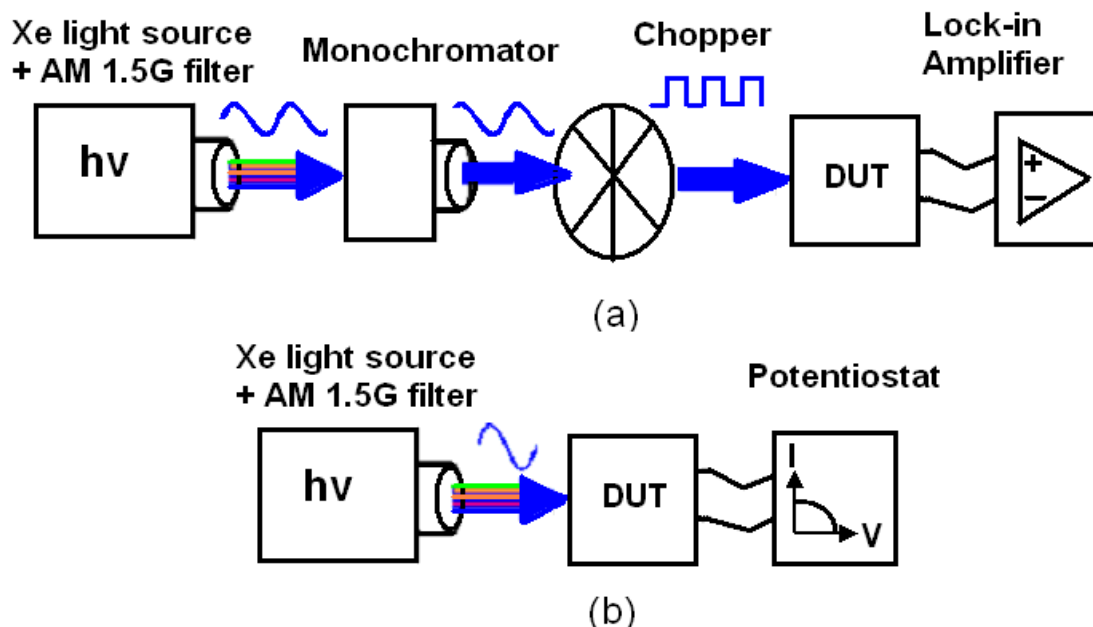 Xe light source
+ AM 1.5G filter
Monochromator
Chopper
Lock-in
Amplifier
hv
DUT
+
−
(a)
Xe light source
+ AM 1.5G filter
Potentiostat
hv
DUT
I
V
(b)